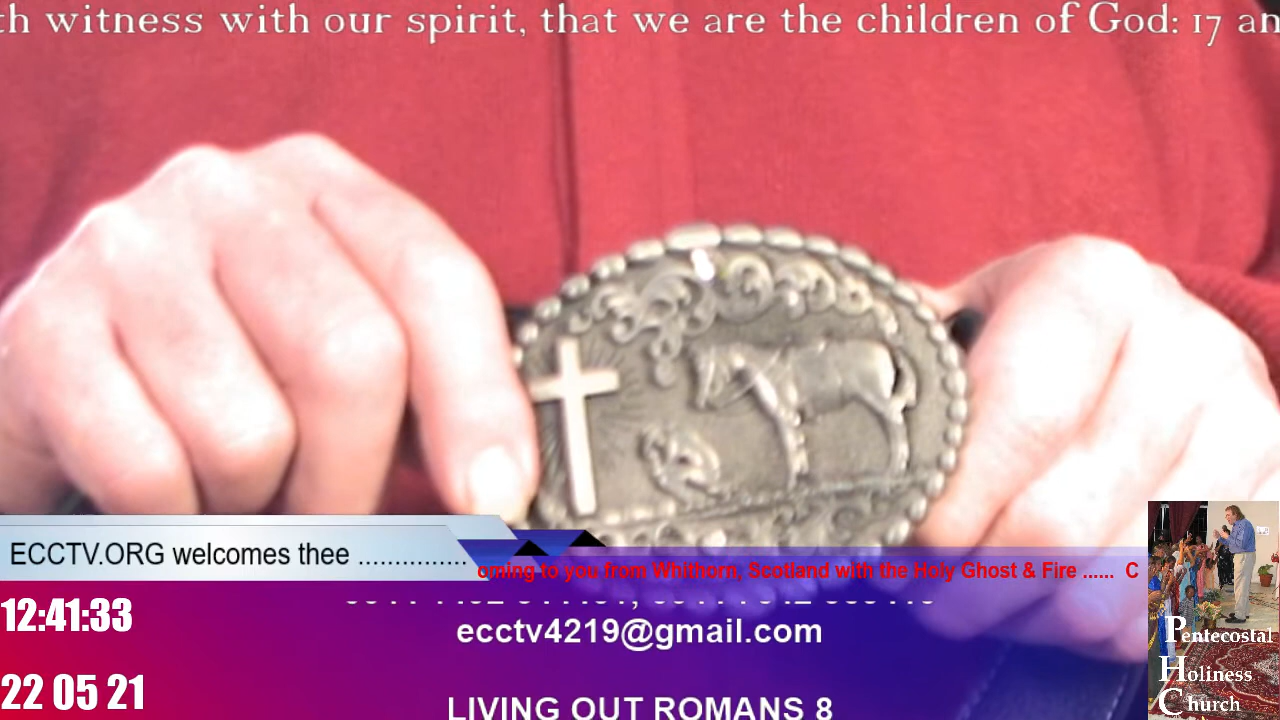 th witness with our spirit, that we are the children of God: 17 an
ECCTV.ORG welcomes thee ...............
oming to you from Whithorn, Scotland with the Holy Ghost & Fire ...... C
12:41:33
ecctv4219@gmail.com
22 05 21
LIVING OUT ROMANS 8
Pentecostal
Holiness
Church